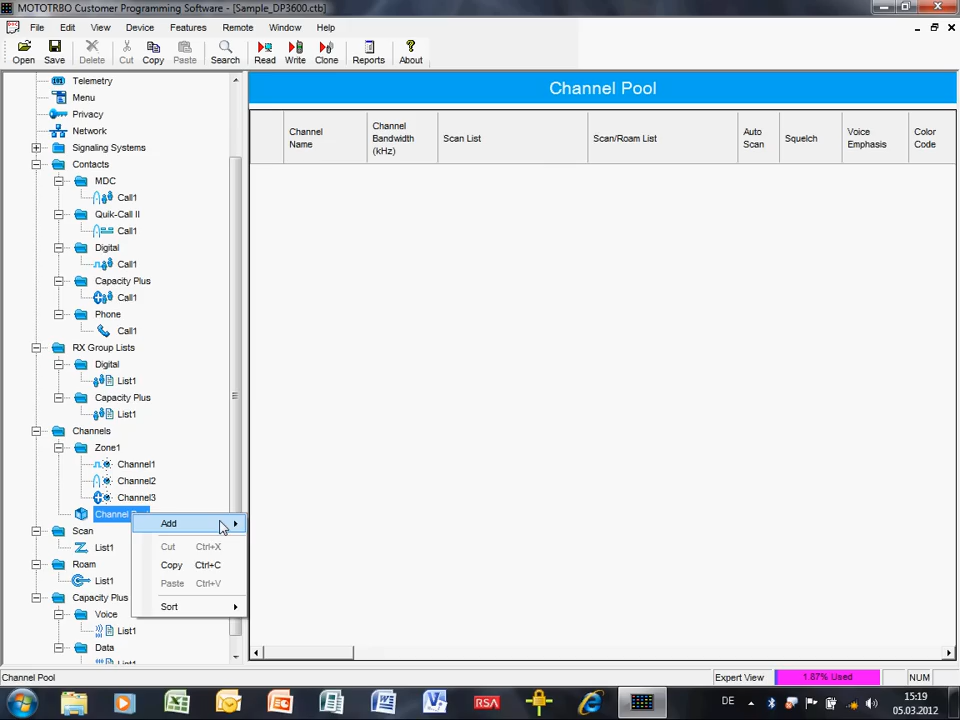 MOTOTRBO Customer Programming Software - [Sample_DP3600.ctb]
File Edit View Device Features Remote Window Help
Open Save Delete Cut Copy Paste Search Read Write Clone Reports About
Telemetry
Menu
Privacy
Network
Signaling Systems
Contacts
MDC
Call1
Quik-Call II
Call1
Digital
Call1
Capacity Plus
Call1
Phone
Call1
RX Group Lists
Digital
List1
Capacity Plus
List1
Channels
Zone1
Channel1
Channel2
Channel3
Channel
Scan
List1
Roam
List1
Capacity Plus
Voice
List1
Data
List1
Add
Cut Ctrl+X
Copy Ctrl+C
Paste Ctrl+V
Sort
Channel Pool
Channel Name
Channel Bandwidth (kHz)
Scan List
Scan/Roam List
Auto Scan
Squelch
Voice Emphasis
Color Code
Channel Pool
Expert View 1.87% Used NUM
RSA
DE
15:19
05.03.2012